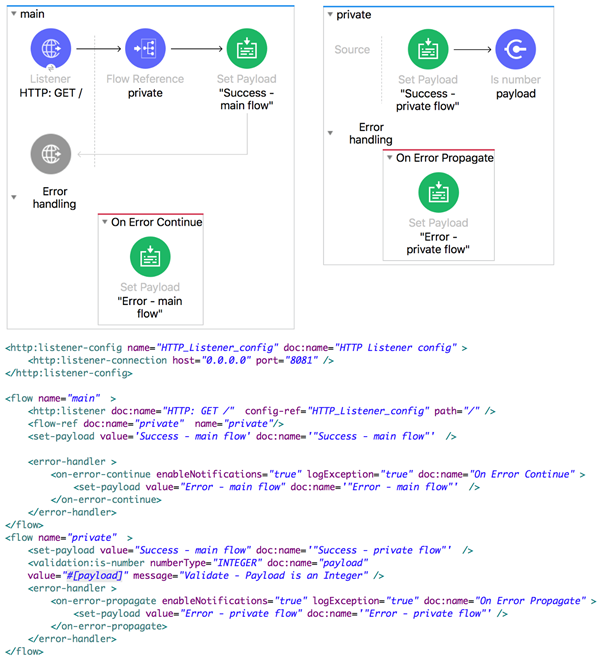 main
Listener
HTTP: GET /
Flow Reference
private
Set Payload
"Success -
main flow"
Error
handling
On Error Continue
Set Payload
"Error - main
flow"
private
Source
Set Payload
"Success -
private flow"
Is number
payload
Error
handling
On Error Propagate
Set Payload
"Error -
private flow"
<http:listener-config name="HTTP_Listener_config" doc:name="HTTP Listener config" >
<http:listener-connection host="0.0.0.0" port="8081" />
</http:listener-config>
<flow name="main" >
<http:listener doc:name="HTTP: GET /" config-ref="HTTP_Listener_config" path="/" />
<flow-ref doc:name="private" name="private"/>
<set-payload value='Success - main flow' doc:name='"Success - main flow"' />
<error-handler >
<on-error-continue enableNotifications="true" logException="true" doc:name="On Error Continue" >
<set-payload value="Error - main flow" doc:name='"Error - main flow"' />
</on-error-continue>
</error-handler>
</flow>
<flow name="private" >
<set-payload value="Success - main flow" doc:name='"Success - private flow"' />
<validation:is-number numberType="INTEGER" doc:name="payload"
value="#[payload]" message="Validate - Payload is an Integer" />
<error-handler >
<on-error-propagate enableNotifications="true" logException="true" doc:name="On Error Propagate" >
<set-payload value="Error - private flow" doc:name='"Error - private flow"' />
</on-error-propagate>
</error-handler>
</flow>